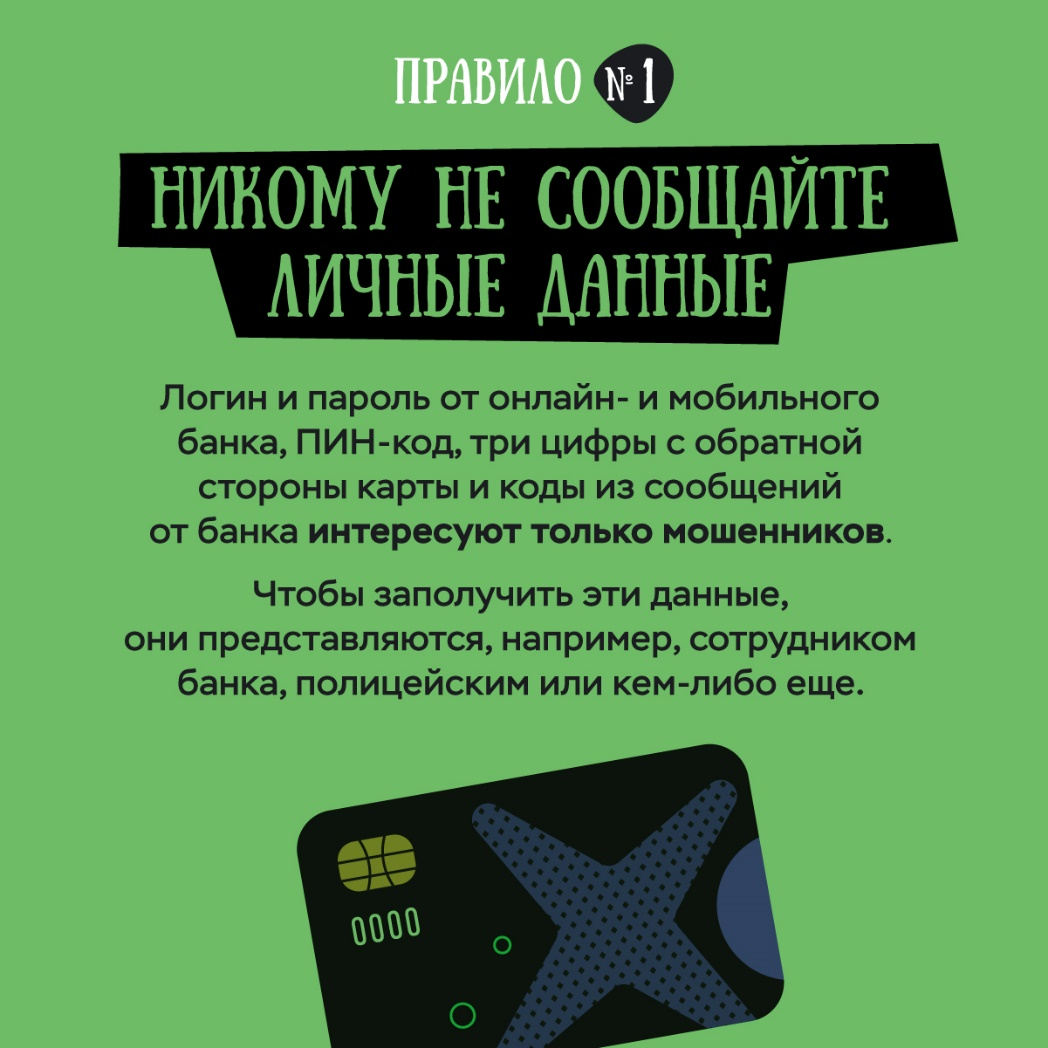 ПРАВИЛО №1
НИКОМУ НЕ СООБЩАЙТЕ
ЛИЧНЫЕ ДАННЫЕ
Логин и пароль от онлайн- и мобильного
банка, ПИН-код, три цифры с обратной
стороны карты и коды из сообщений
от банка интересуют только мошенников.
Чтобы заполучить эти данные,
они представляются, например, сотрудником
банка, полицейским или кем-либо еще.
0000